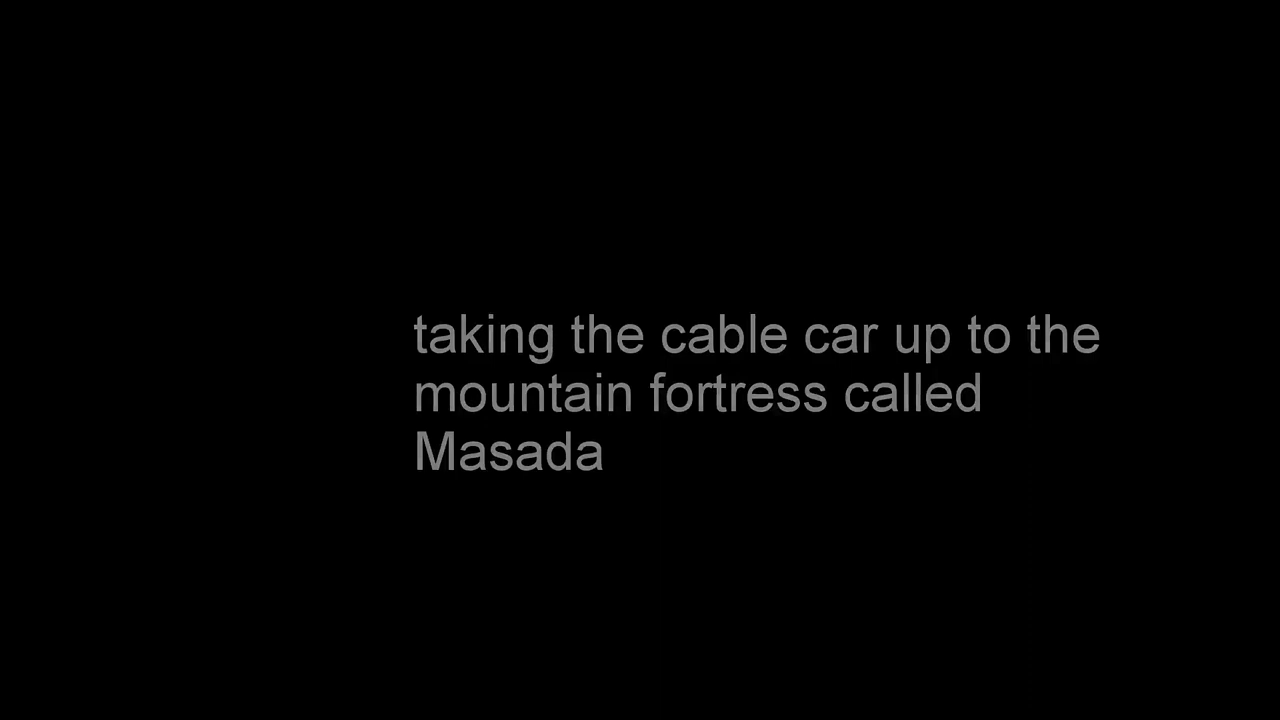 taking the cable car up to the
mountain fortress called
Masada